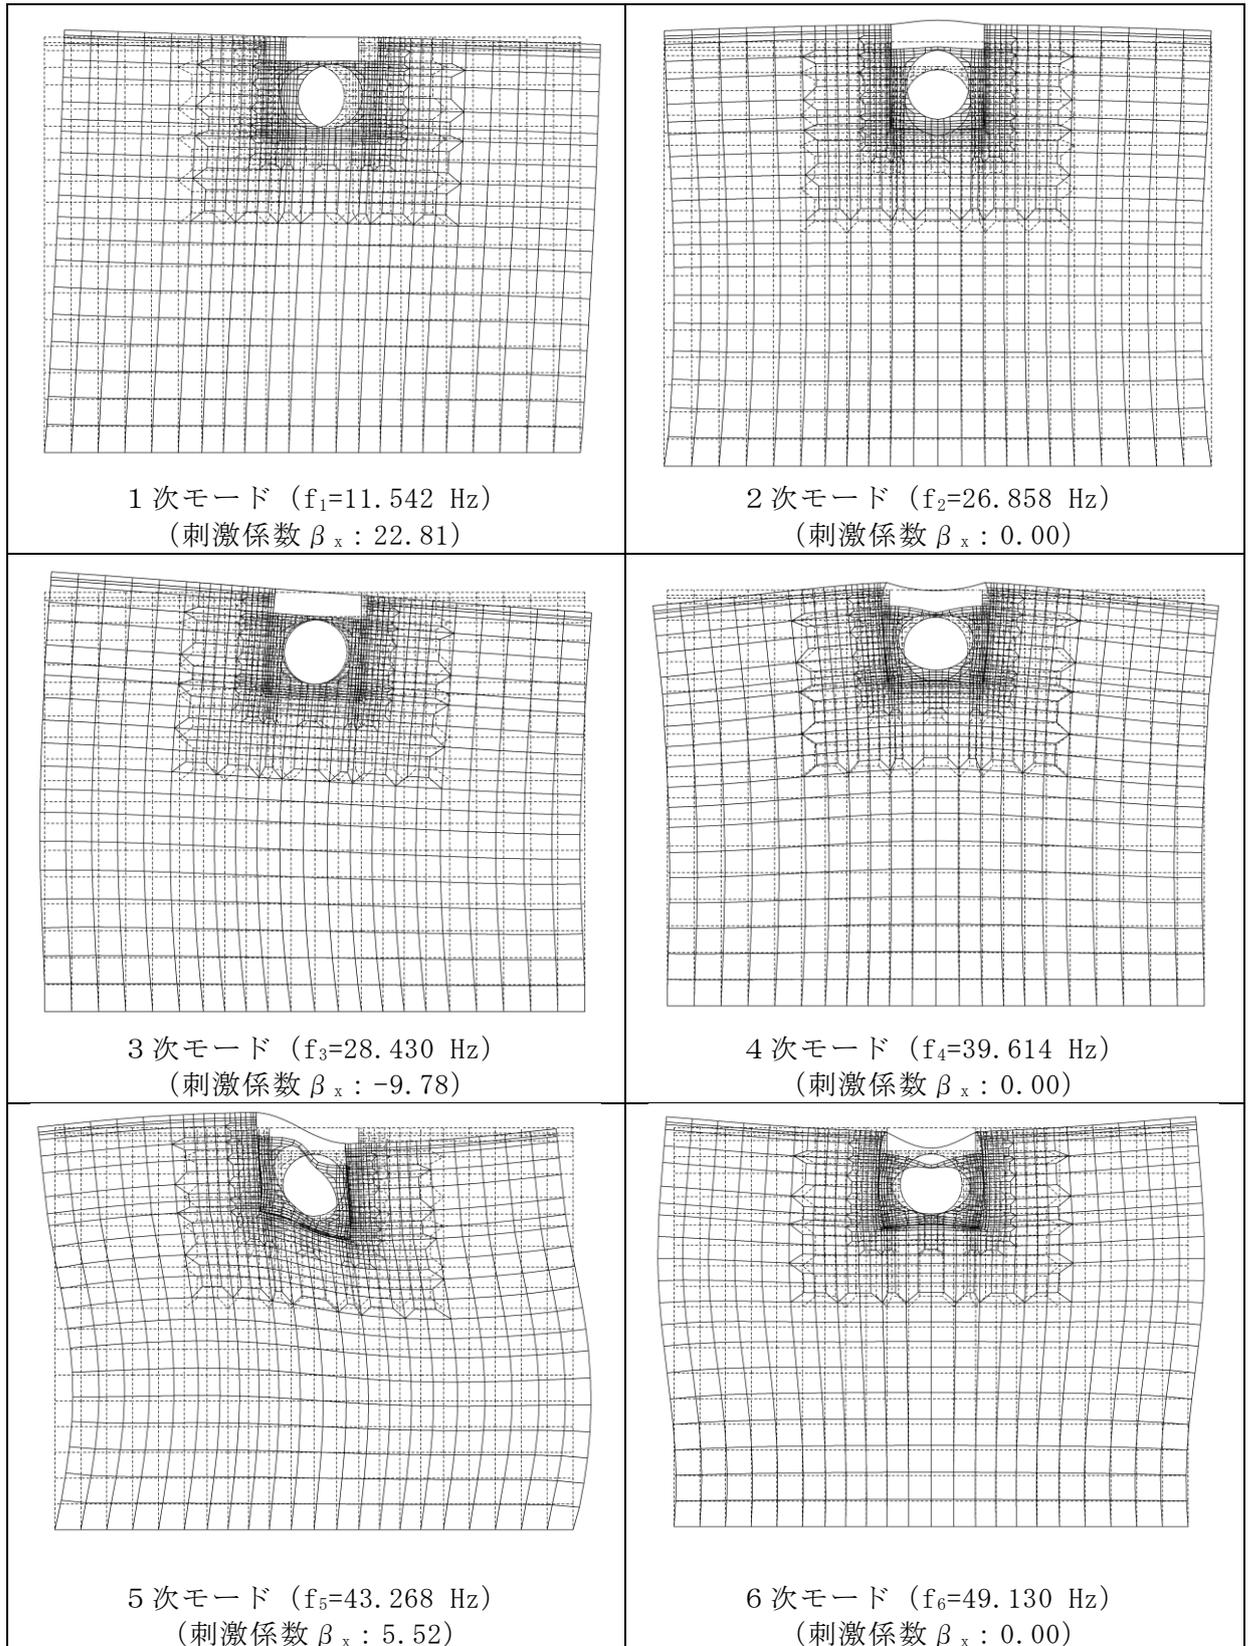 1次モード (f₁=11.542 Hz)
(刺激係数βₓ：22.81)
2次モード (f₂=26.858 Hz)
(刺激係数βₓ：0.00)
3次モード (f₃=28.430 Hz)
(刺激係数βₓ：-9.78)
4次モード (f₄=39.614 Hz)
(刺激係数βₓ：0.00)
5次モード (f₅=43.268 Hz)
(刺激係数βₓ：5.52)
6次モード (f₆=49.130 Hz)
(刺激係数βₓ：0.00)